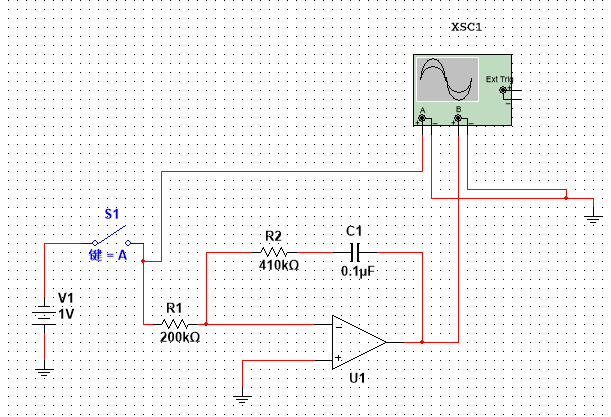 XSC1
Ext Trig
+
−
A
B
+ − + −
S1
键 = A
R2
410kΩ
C1
0.1µF
V1
1V
R1
200kΩ
−
+
U1